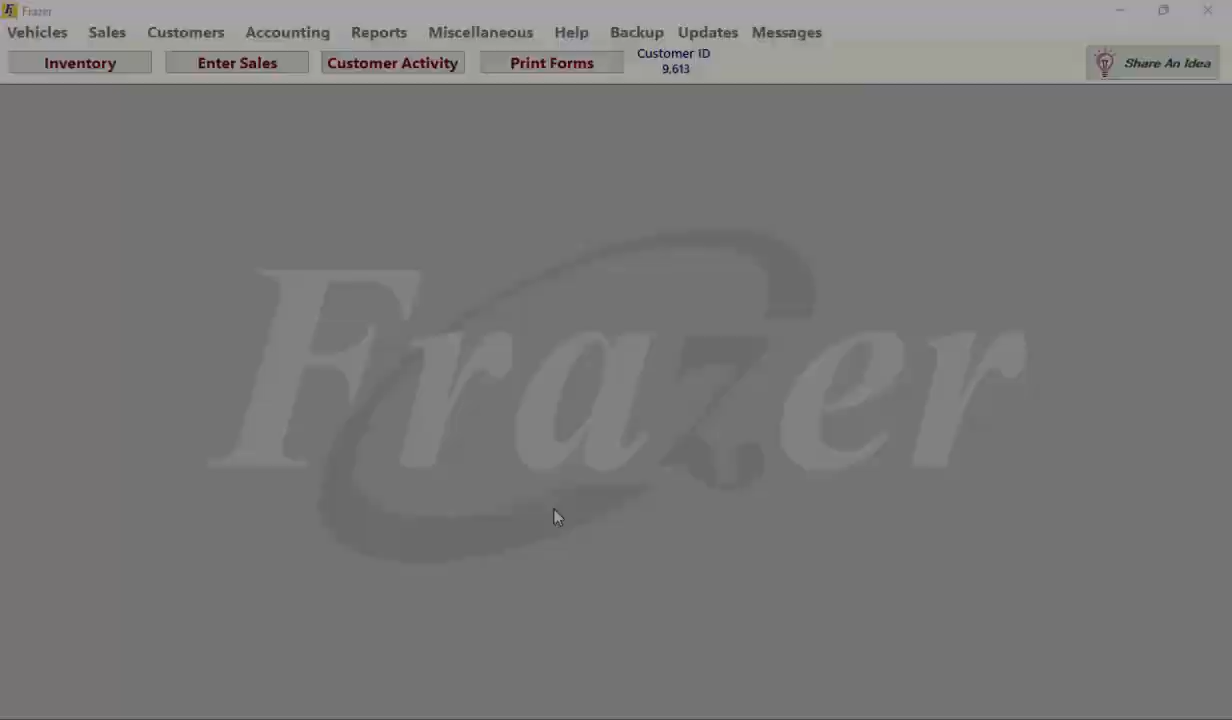 Frazer
Vehicles Sales Customers Accounting Reports Miscellaneous Help Backup Updates Messages
Inventory Enter Sales Customer Activity Print Forms Customer ID
9,613
Share An Idea
Frazer